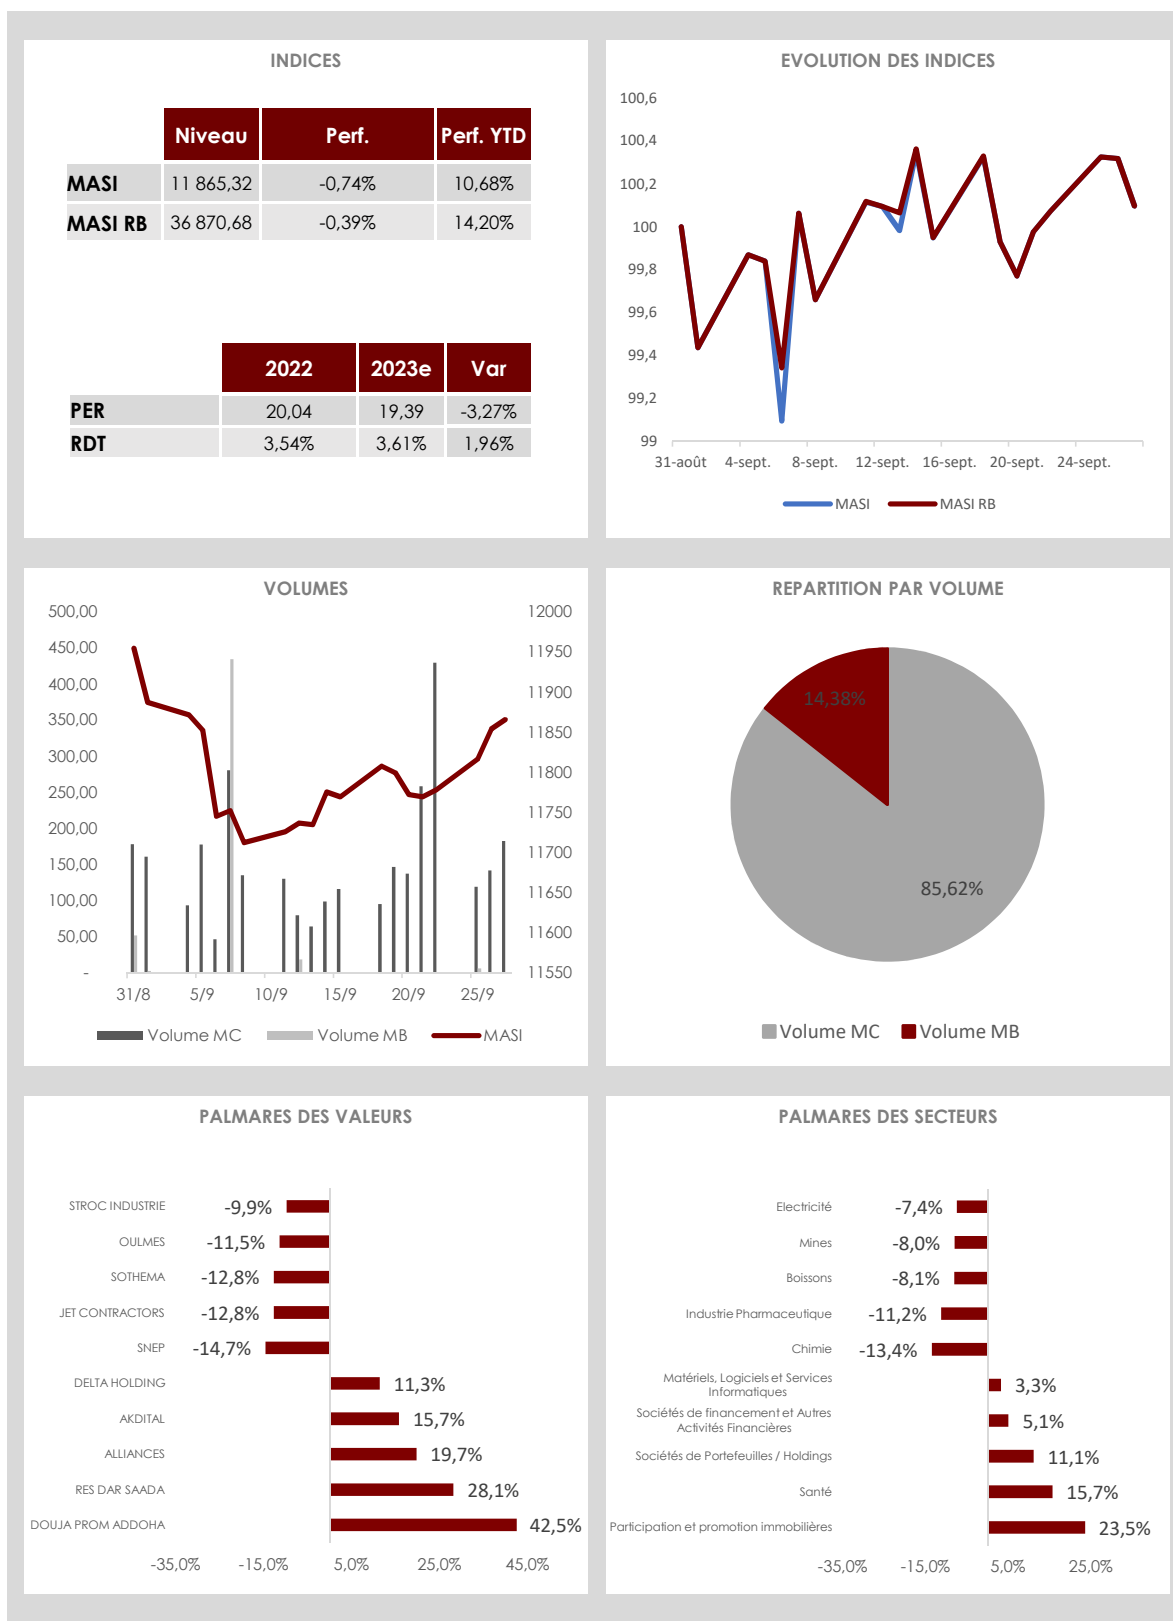 INDICES
Niveau Perf. Perf. YTD
MASI 11 865,32 -0,74% 10,68%
MASI RB 36 870,68 -0,39% 14,20%
2022 2023e Var
PER 20,04 19,39 -3,27%
RDT 3,54% 3,61% 1,96%
EVOLUTION DES INDICES
100,6
100,4
100,2
100
99,8
99,6
99,4
99,2
99
31-août 4-sept. 8-sept. 12-sept. 16-sept. 20-sept. 24-sept.
MASI MASI RB
VOLUMES
500,00 12000
450,00 11950
400,00 11900
350,00 11850
300,00 11800
250,00 11750
200,00 11700
150,00 11650
100,00 11600
50,00 11550
-
31/8 5/9 10/9 15/9 20/9 25/9
Volume MC Volume MB MASI
REPARTITION PAR VOLUME
14,38%
85,62%
Volume MC Volume MB
PALMARES DES VALEURS
STROC INDUSTRIE -9,9%
OULMES -11,5%
SOTHEMA -12,8%
JET CONTRACTORS -12,8%
SNEP -14,7%
DELTA HOLDING 11,3%
AKDITAL 15,7%
ALLIANCES 19,7%
RES DAR SAADA 28,1%
DOUJA PROM ADDOHA 42,5%
-35,0% -15,0% 5,0% 25,0% 45,0%
PALMARES DES SECTEURS
Electricité -7,4%
Mines -8,0%
Boissons -8,1%
Industrie Pharmaceutique -11,2%
Chimie -13,4%
Matériels, Logiciels et Services
Informatiques 3,3%
Sociétés de financement et Autres
Activités Financières 5,1%
Sociétés de Portefeuilles / Holdings 11,1%
Santé 15,7%
Participation et promotion immobilières 23,5%
-35,0% -15,0% 5,0% 25,0%